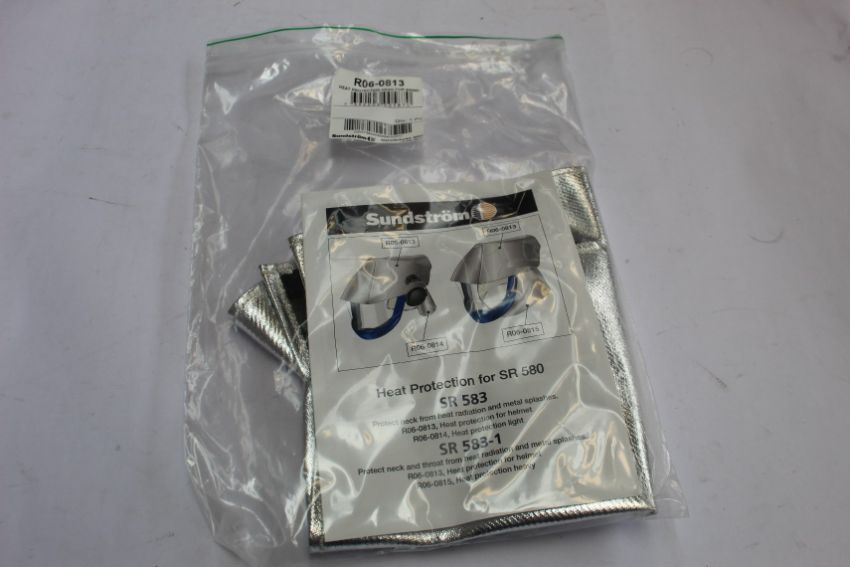 R06-0813
Sundström
Sundström
R06-0813
R06-0813
R06-0814
R06-0815
Heat Protection for SR 580
SR 583
Protect neck from heat radiation and metal splashes.
R06-0813, Heat protection for helmet
R06-0814, Heat protection light
SR 583-1
Protect neck and throat from heat radiation and metal splashes.
R06-0813, Heat protection for helmet
R06-0815, Heat protection heavy